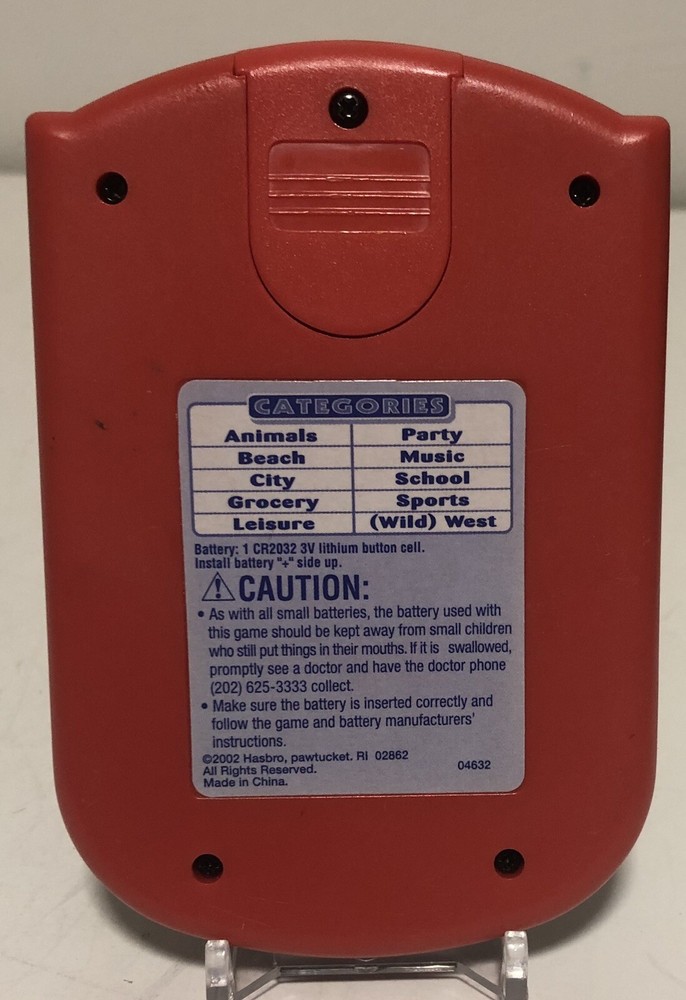 CATEGORIES
Animals Party
Beach Music
City School
Grocery Sports
Leisure (Wild) West
Battery: 1 CR2032 3V lithium button cell.
Install battery "+" side up.
CAUTION:
• As with all small batteries, the battery used with
this game should be kept away from small children
who still put things in their mouths. If it is swallowed,
promptly see a doctor and have the doctor phone
(202) 625-3333 collect.
• Make sure the battery is inserted correctly and
follow the game and battery manufacturers'
instructions.
©2002 Hasbro, pawtucket. RI 02862
All Rights Reserved. 04632
Made in China.